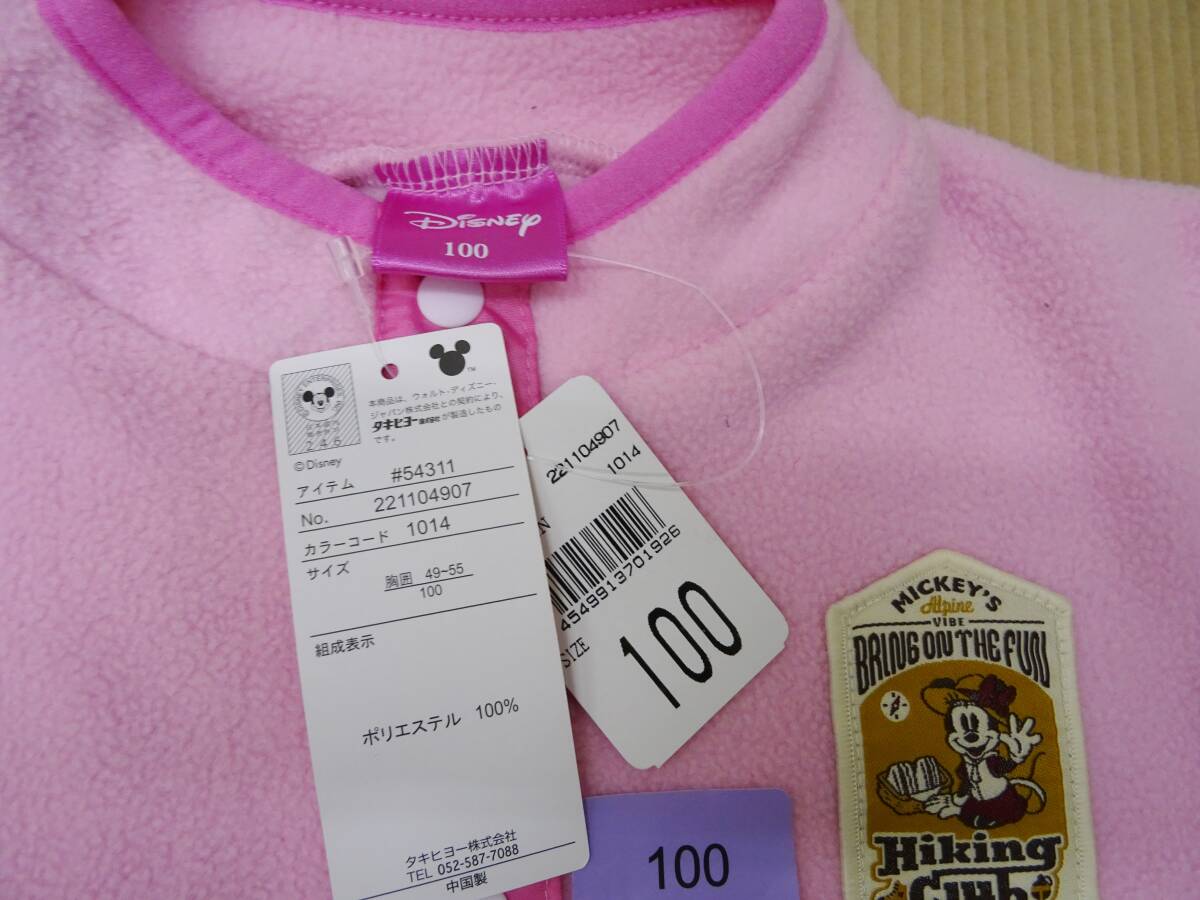 DISNEY
100
TM
本商品は、ウォルト・ディズニー・
ジャパン株式会社との契約により、
タキヒヨー株式会社が製造したもの
です。
246
©Disney
アイテム #54311
No. 221104907
カラーコード 1014
サイズ
胸囲 49~55
100
組成表示
ポリエステル 100%
タキヒヨー株式会社
TEL 052-587-7088
中国製
221104907
1014
4549913701926
SIZE
100
100
MICKEY'S
Alpine
VIBE
BRING ON THE FUN
Hiking
Club